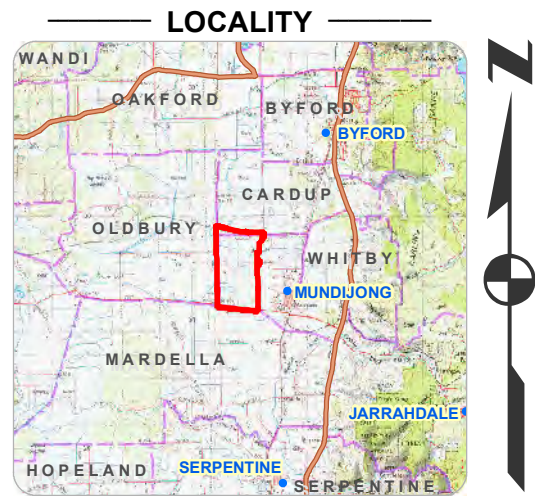 LOCALITY
N
WANDI
OAKFORD
BYFORD
BYFORD
CARDUP
OLDBURY
WHITBY
MUNDIJONG
MARDELLA
JARRAHDALE
HOPELAND
SERPENTINE
SERPENTINE